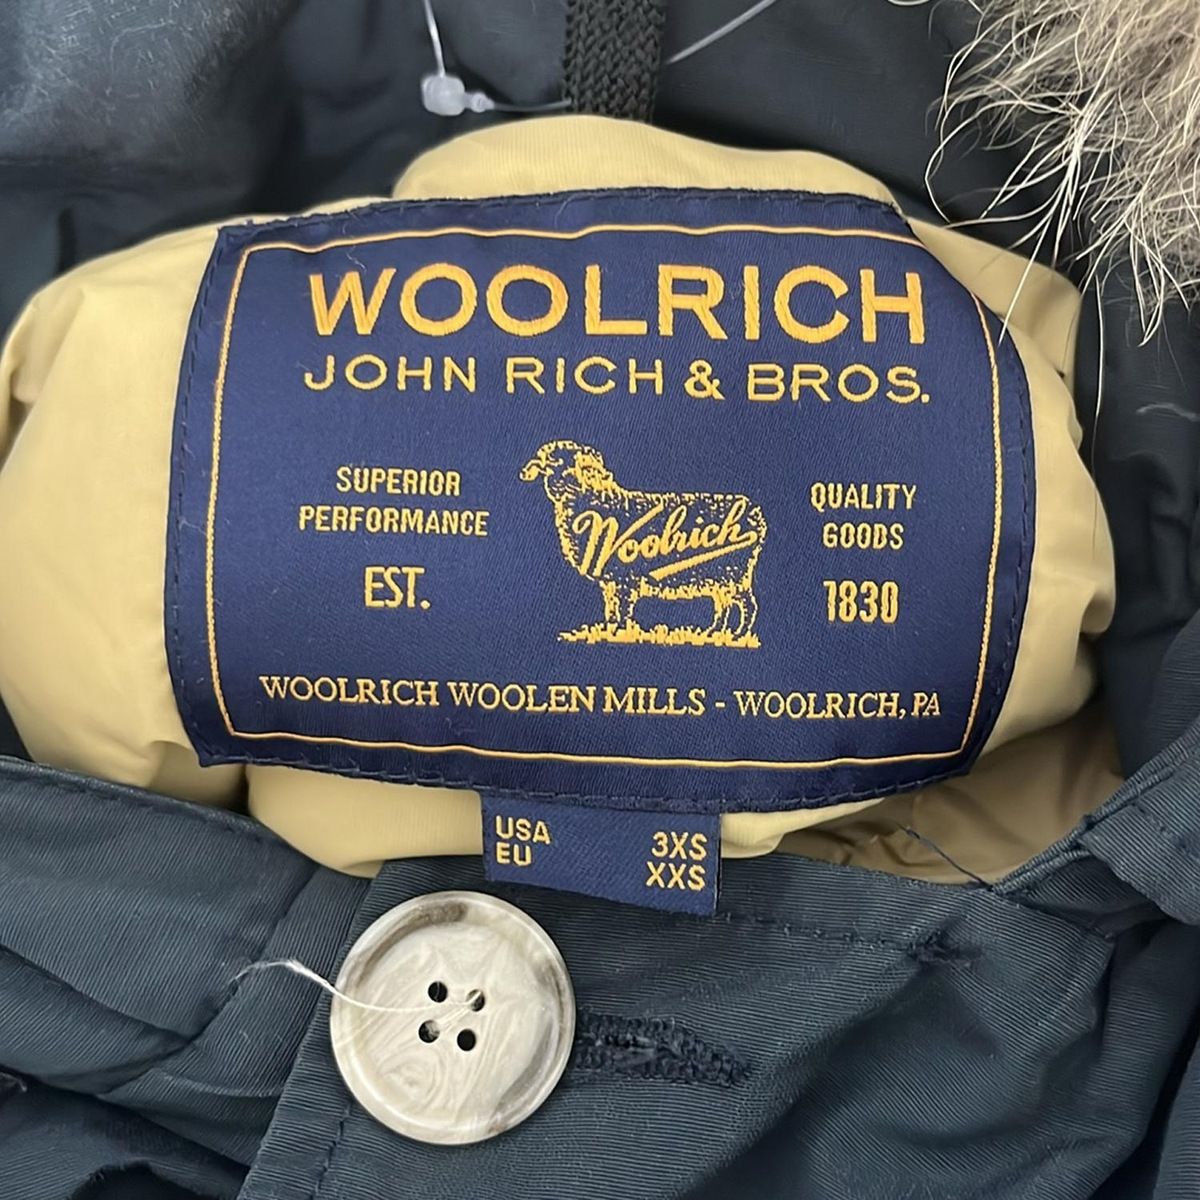 WOOLRICH
JOHN RICH & BROS.
SUPERIOR
PERFORMANCE
EST.
Woolrich
QUALITY
GOODS
1830
WOOLRICH WOOLEN MILLS - WOOLRICH, PA
USA 3XS
EU XXS